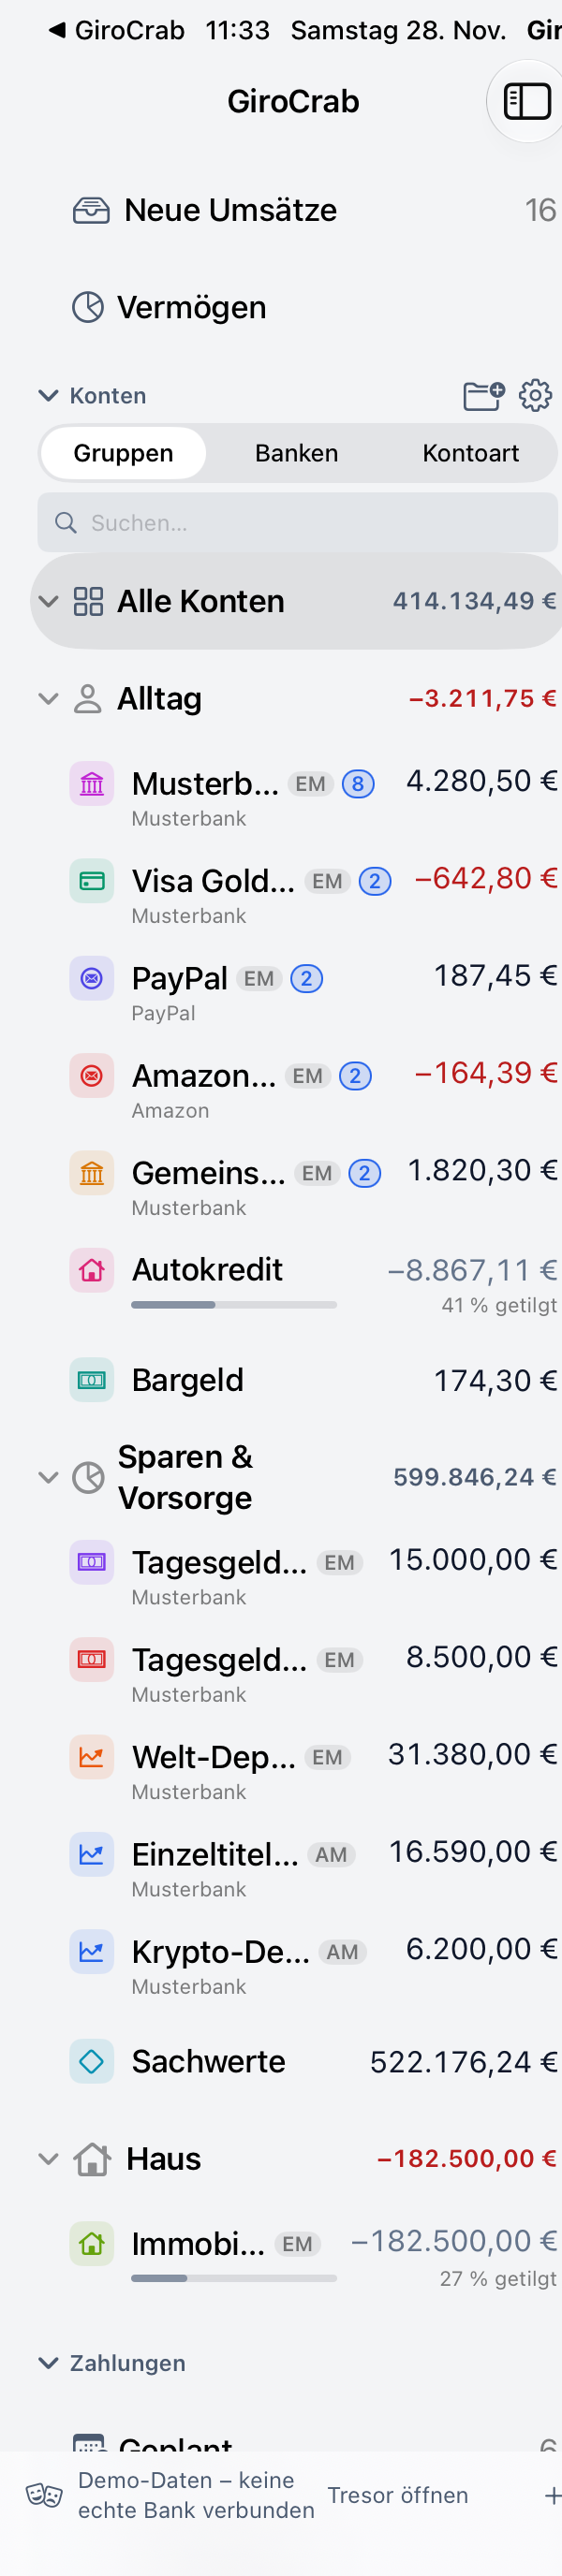 ◀ GiroCrab 11:33 Samstag 28. Nov. Gir
GiroCrab
Neue Umsätze 16
Vermögen
Konten
Gruppen Banken Kontoart
Suchen...
Alle Konten 414.134,49 €
Alltag −3.211,75 €
Musterb... EM 8 4.280,50 €
Musterbank
Visa Gold... EM 2 −642,80 €
Musterbank
PayPal EM 2 187,45 €
PayPal
Amazon... EM 2 −164,39 €
Amazon
Gemeins... EM 2 1.820,30 €
Musterbank
Autokredit −8.867,11 €
41 % getilgt
Bargeld 174,30 €
Sparen &
Vorsorge 599.846,24 €
Tagesgeld... EM 15.000,00 €
Musterbank
Tagesgeld... EM 8.500,00 €
Musterbank
Welt-Dep... EM 31.380,00 €
Musterbank
Einzeltitel... AM 16.590,00 €
Musterbank
Krypto-De... AM 6.200,00 €
Musterbank
Sachwerte 522.176,24 €
Haus −182.500,00 €
Immobi... EM −182.500,00 €
27 % getilgt
Zahlungen
Geplant 6
Demo-Daten – keine
echte Bank verbunden Tresor öffnen +